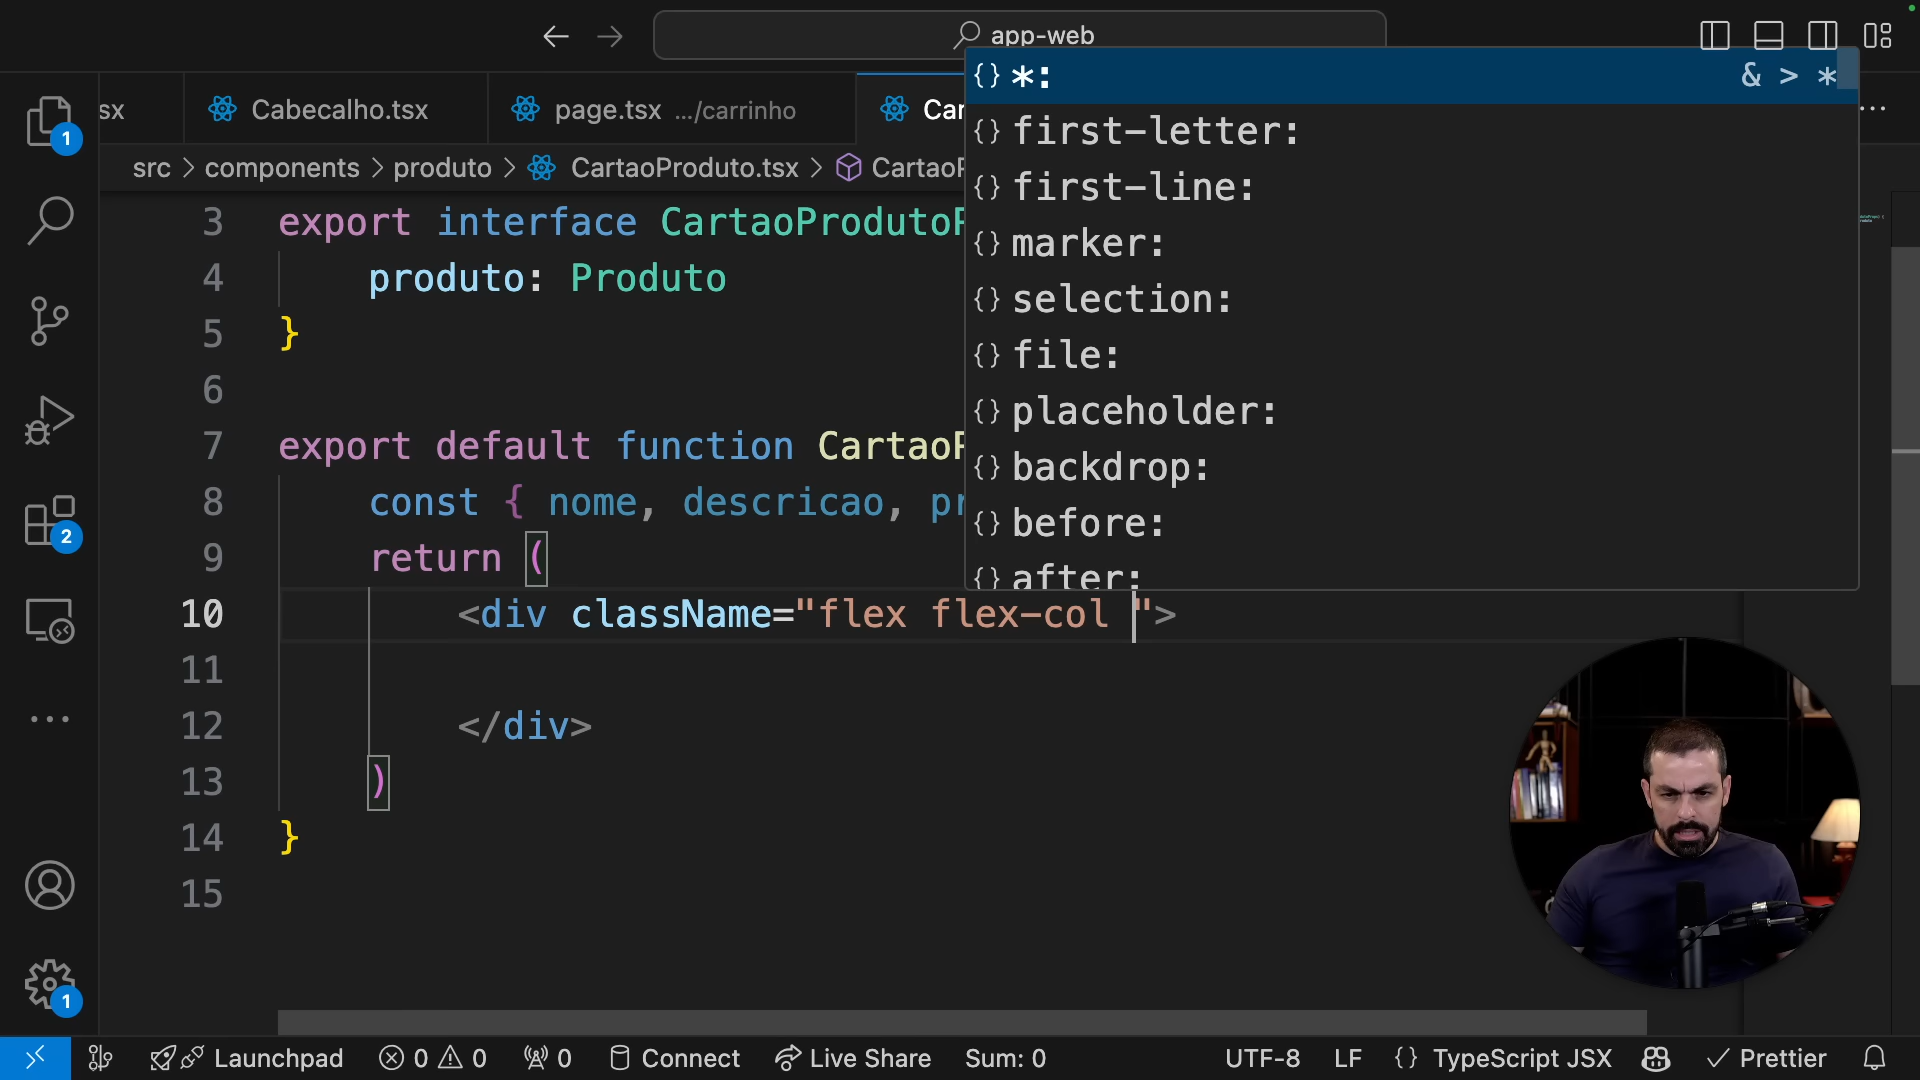 app-web
sx
Cabecalho.tsx
page.tsx .../carrinho
Car
src > components > produto > CartaoProduto.tsx > CartaoP
{} *: & > *
{} first-letter:
{} first-line:
{} marker:
{} selection:
{} file:
{} placeholder:
{} backdrop:
{} before:
{} after:
3 export interface CartaoProdutoP
4 produto: Produto
5 }
6
7 export default function CartaoP
8 const { nome, descricao, pr
9 return (
10 <div className="flex flex-col ">
11
12 </div>
13 )
14 }
15
1
2
1
Launchpad 0 0 0 Connect Live Share Sum: 0 UTF-8 LF {} TypeScript JSX Prettier